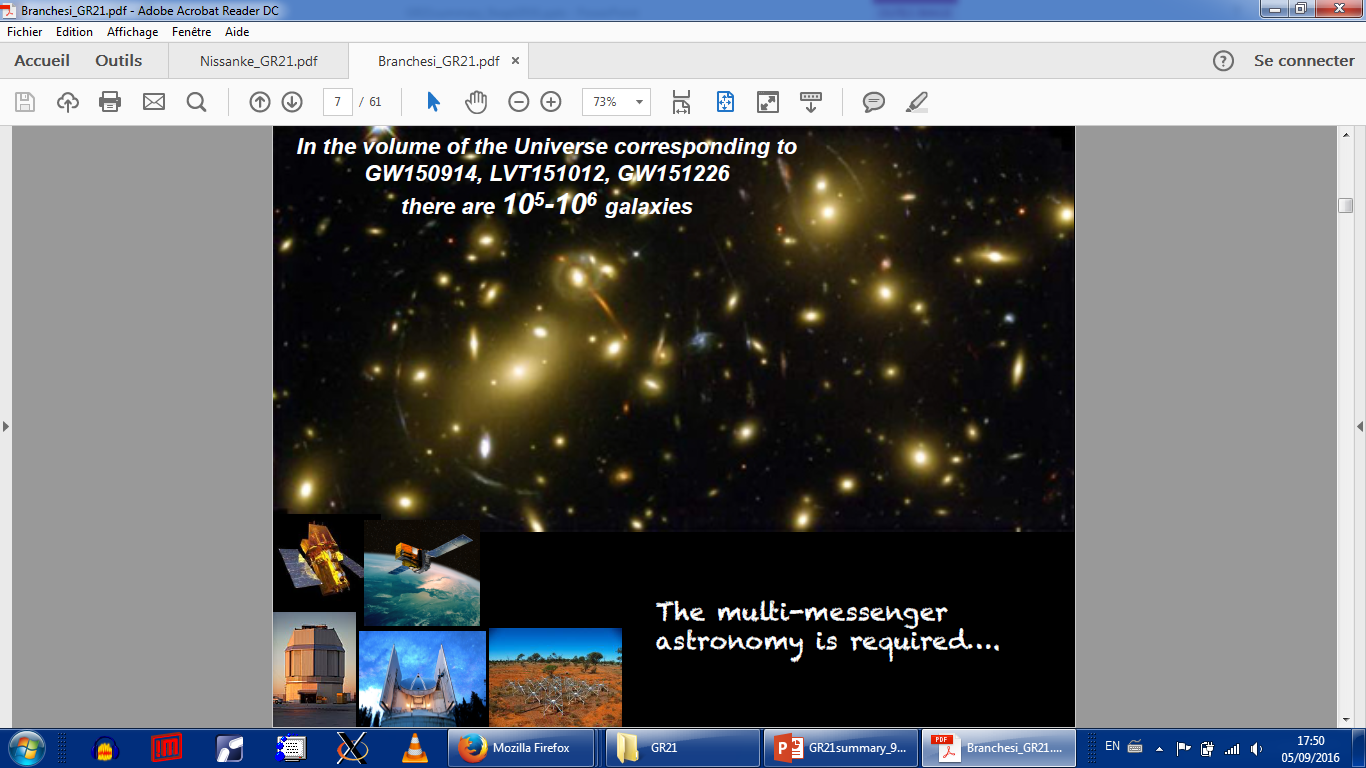 Branchesi_GR21.pdf - Adobe Acrobat Reader DC
Fichier Edition Affichage Fenêtre Aide
Accueil Outils Nissanke_GR21.pdf Branchesi_GR21.pdf × ? Se connecter
7 / 61 73%
In the volume of the Universe corresponding to
GW150914, LVT151012, GW151226
there are 10⁵-10⁶ galaxies
The multi-messenger
astronomy is required....
Mozilla Firefox GR21 GR21summary_9... PDF Branchesi_GR21.... EN 17:50
05/09/2016